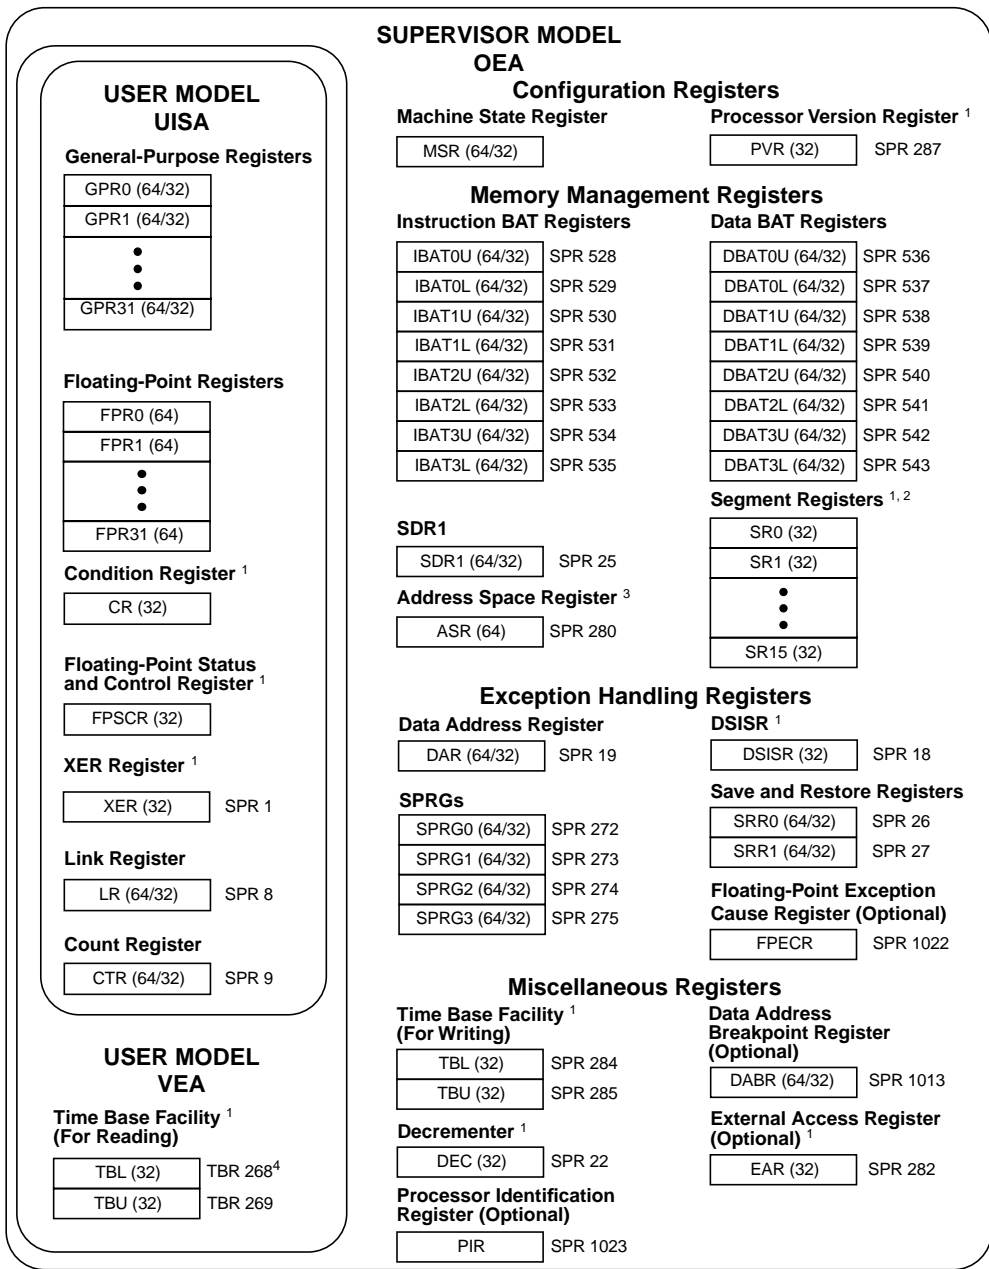 SUPERVISOR MODEL
OEA
USER MODEL
UISA
General-Purpose Registers
GPR0 (64/32)
GPR1 (64/32)
GPR31 (64/32)
Floating-Point Registers
FPR0 (64)
FPR1 (64)
FPR31 (64)
Condition Register 1
CR (32)
Floating-Point Status
and Control Register 1
FPSCR (32)
XER Register 1
XER (32) SPR 1
Link Register
LR (64/32) SPR 8
Count Register
CTR (64/32) SPR 9
USER MODEL
VEA
Time Base Facility 1
(For Reading)
TBL (32) TBR 268 4
TBU (32) TBR 269
Configuration Registers
Machine State Register
MSR (64/32)
Processor Version Register 1
PVR (32) SPR 287
Memory Management Registers
Instruction BAT Registers
IBAT0U (64/32) SPR 528
IBAT0L (64/32) SPR 529
IBAT1U (64/32) SPR 530
IBAT1L (64/32) SPR 531
IBAT2U (64/32) SPR 532
IBAT2L (64/32) SPR 533
IBAT3U (64/32) SPR 534
IBAT3L (64/32) SPR 535
Data BAT Registers
DBAT0U (64/32) SPR 536
DBAT0L (64/32) SPR 537
DBAT1U (64/32) SPR 538
DBAT1L (64/32) SPR 539
DBAT2U (64/32) SPR 540
DBAT2L (64/32) SPR 541
DBAT3U (64/32) SPR 542
DBAT3L (64/32) SPR 543
SDR1
SDR1 (64/32) SPR 25
Address Space Register 3
ASR (64) SPR 280
Segment Registers 1, 2
SR0 (32)
SR1 (32)
SR15 (32)
Exception Handling Registers
Data Address Register
DAR (64/32) SPR 19
SPRGs
SPRG0 (64/32) SPR 272
SPRG1 (64/32) SPR 273
SPRG2 (64/32) SPR 274
SPRG3 (64/32) SPR 275
DSISR 1
DSISR (32) SPR 18
Save and Restore Registers
SRR0 (64/32) SPR 26
SRR1 (64/32) SPR 27
Floating-Point Exception
Cause Register (Optional)
FPECR SPR 1022
Miscellaneous Registers
Time Base Facility 1
(For Writing)
TBL (32) SPR 284
TBU (32) SPR 285
Decrementer 1
DEC (32) SPR 22
Processor Identification
Register (Optional)
PIR SPR 1023
Data Address
Breakpoint Register
(Optional)
DABR (64/32) SPR 1013
External Access Register
(Optional) 1
EAR (32) SPR 282